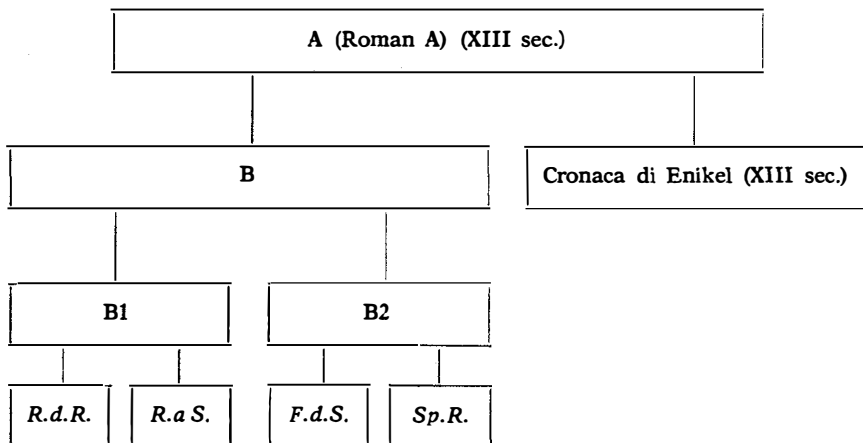 A (Roman A) (XIII sec.)
B
Cronaca di Enikel (XIII sec.)
B1
B2
R.d.R.
R.a S.
F.d.S.
Sp.R.